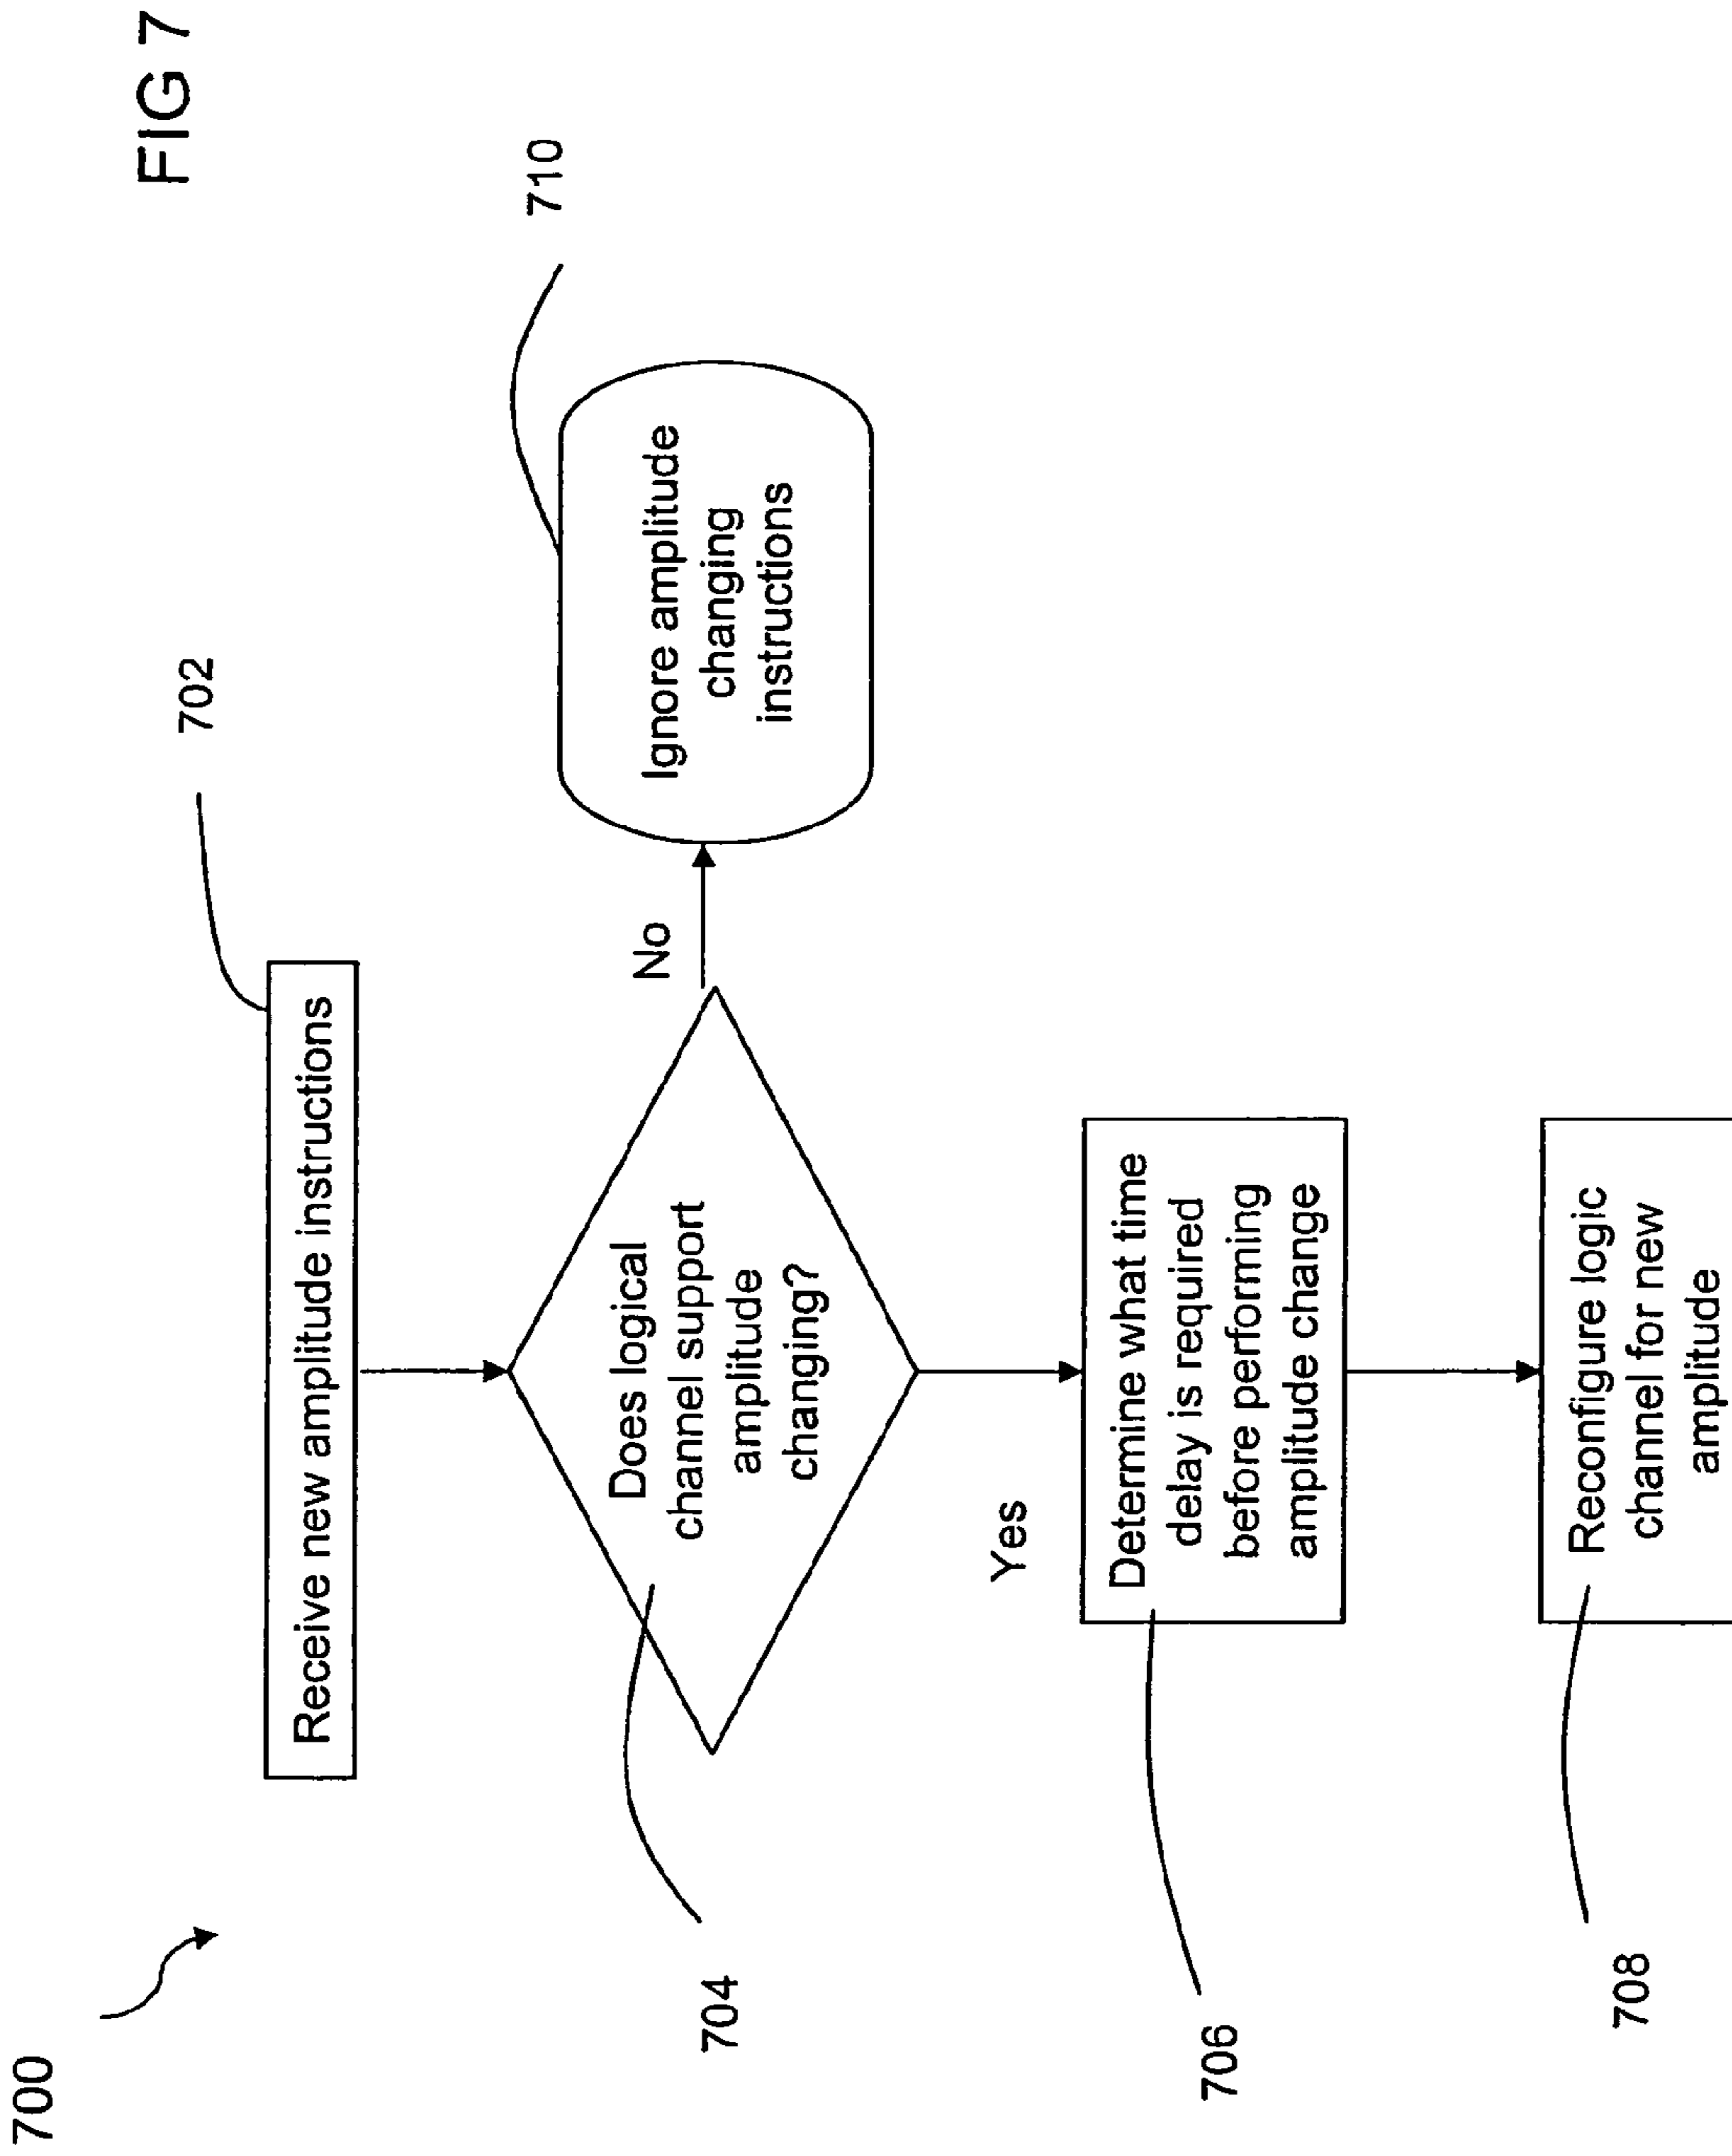 FIG 7
700
702
Receive new amplitude instructions
704
Does logical
channel support
amplitude
changing?
No
710
Ignore amplitude
changing
instructions
Yes
706
Determine what time
delay is required
before performing
amplitude change
708
Reconfigure logic
channel for new
amplitude